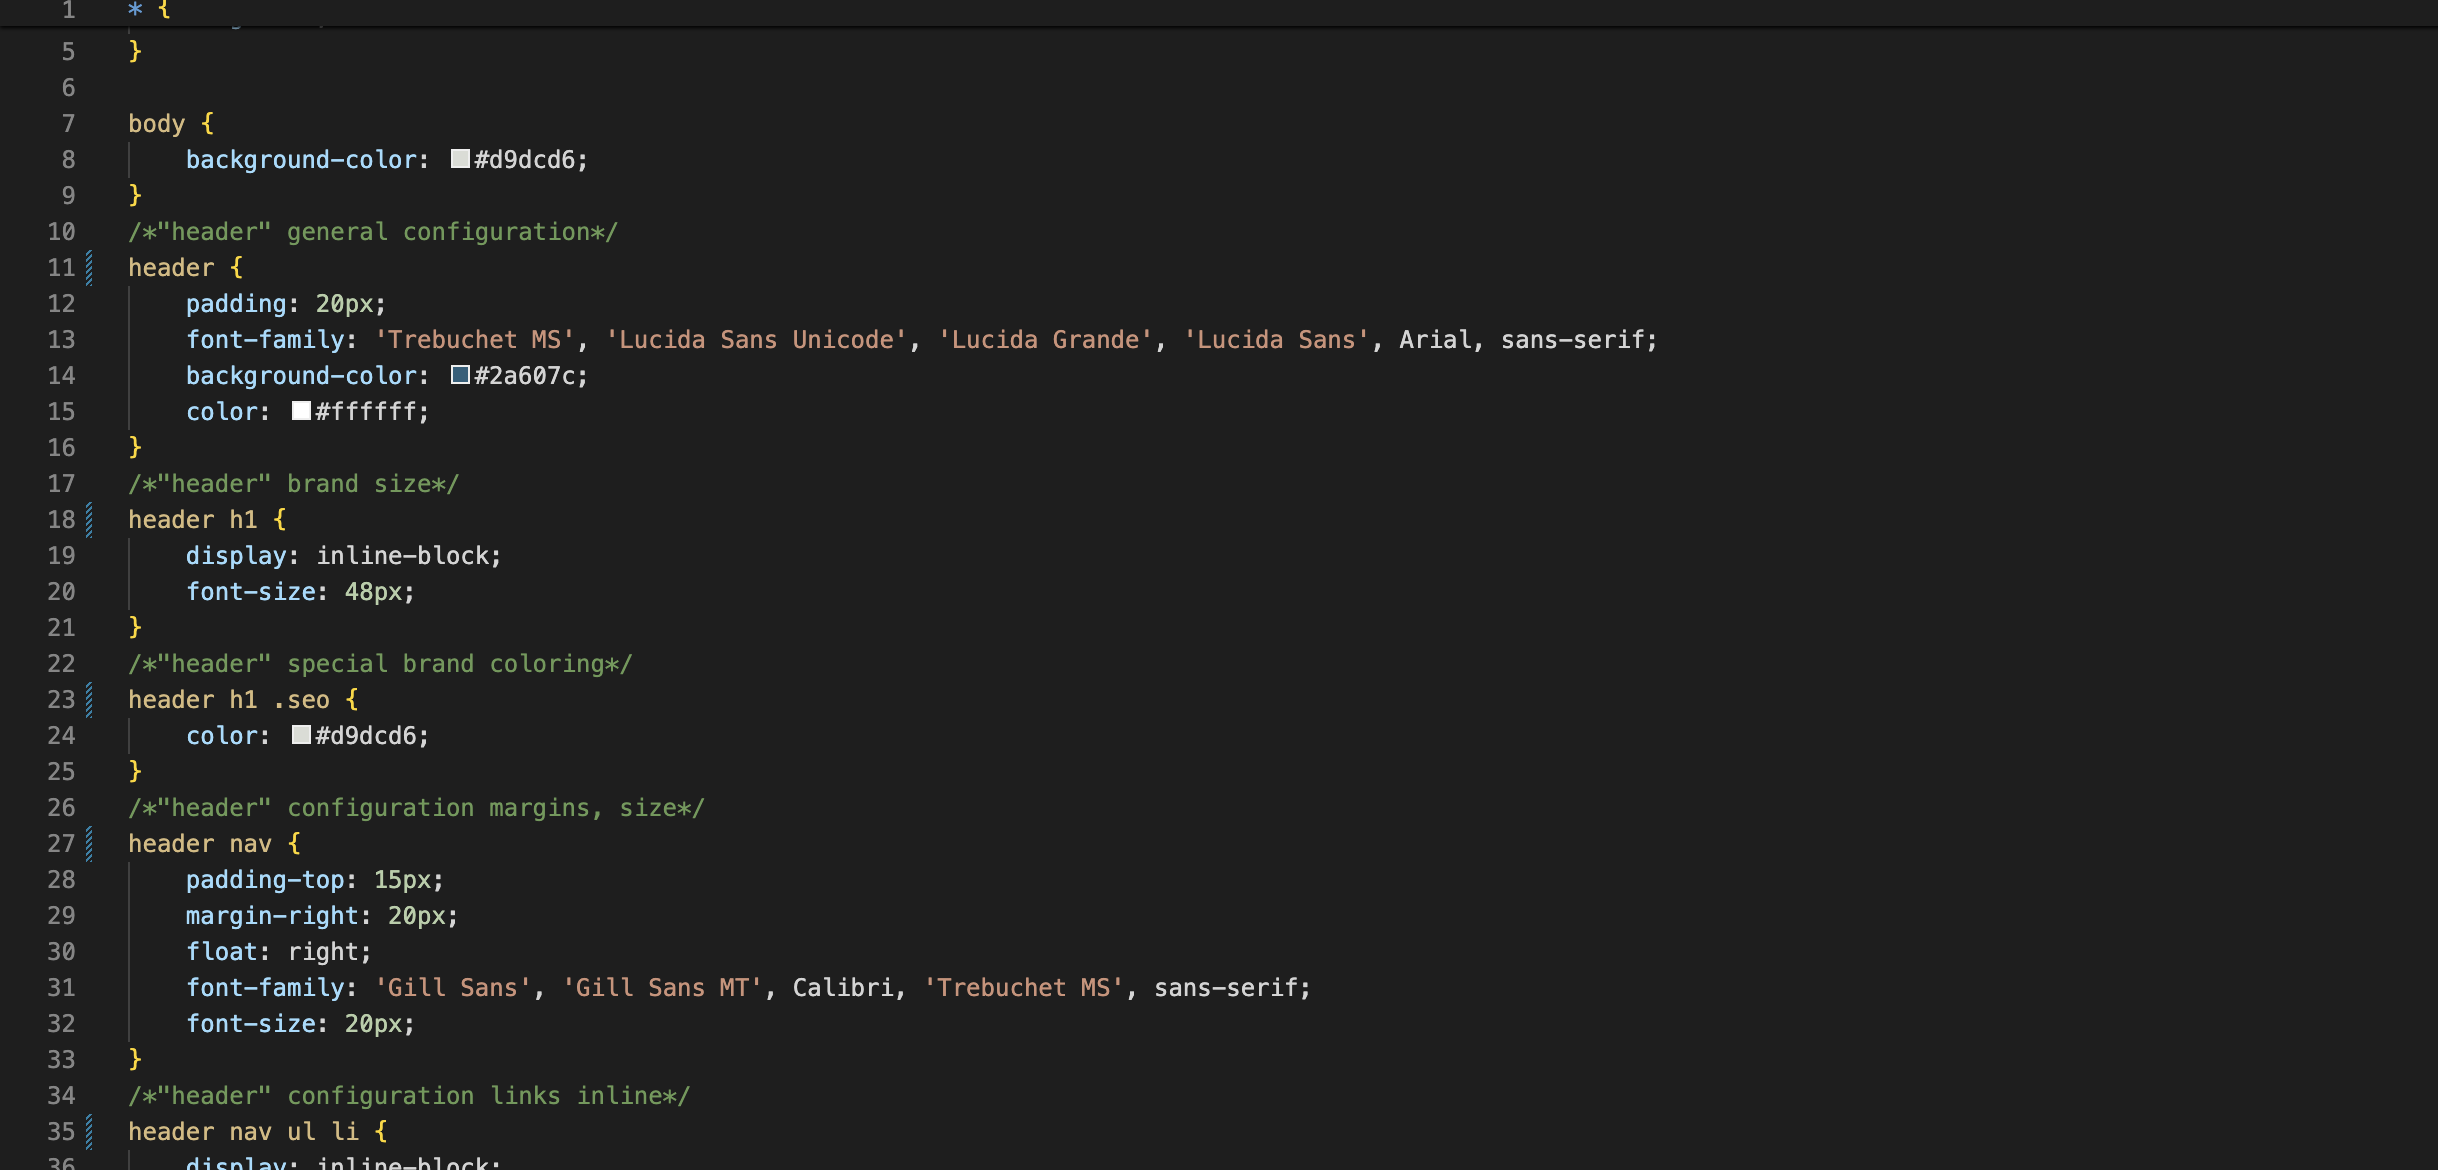 1 * {
5 }
6
7 body {
8 background-color: #d9dcd6;
9 }
10 /*"header" general configuration*/
11 header {
12 padding: 20px;
13 font-family: 'Trebuchet MS', 'Lucida Sans Unicode', 'Lucida Grande', 'Lucida Sans', Arial, sans-serif;
14 background-color: #2a607c;
15 color: #ffffff;
16 }
17 /*"header" brand size*/
18 header h1 {
19 display: inline-block;
20 font-size: 48px;
21 }
22 /*"header" special brand coloring*/
23 header h1 .seo {
24 color: #d9dcd6;
25 }
26 /*"header" configuration margins, size*/
27 header nav {
28 padding-top: 15px;
29 margin-right: 20px;
30 float: right;
31 font-family: 'Gill Sans', 'Gill Sans MT', Calibri, 'Trebuchet MS', sans-serif;
32 font-size: 20px;
33 }
34 /*"header" configuration links inline*/
35 header nav ul li {
36 display: inline-block;